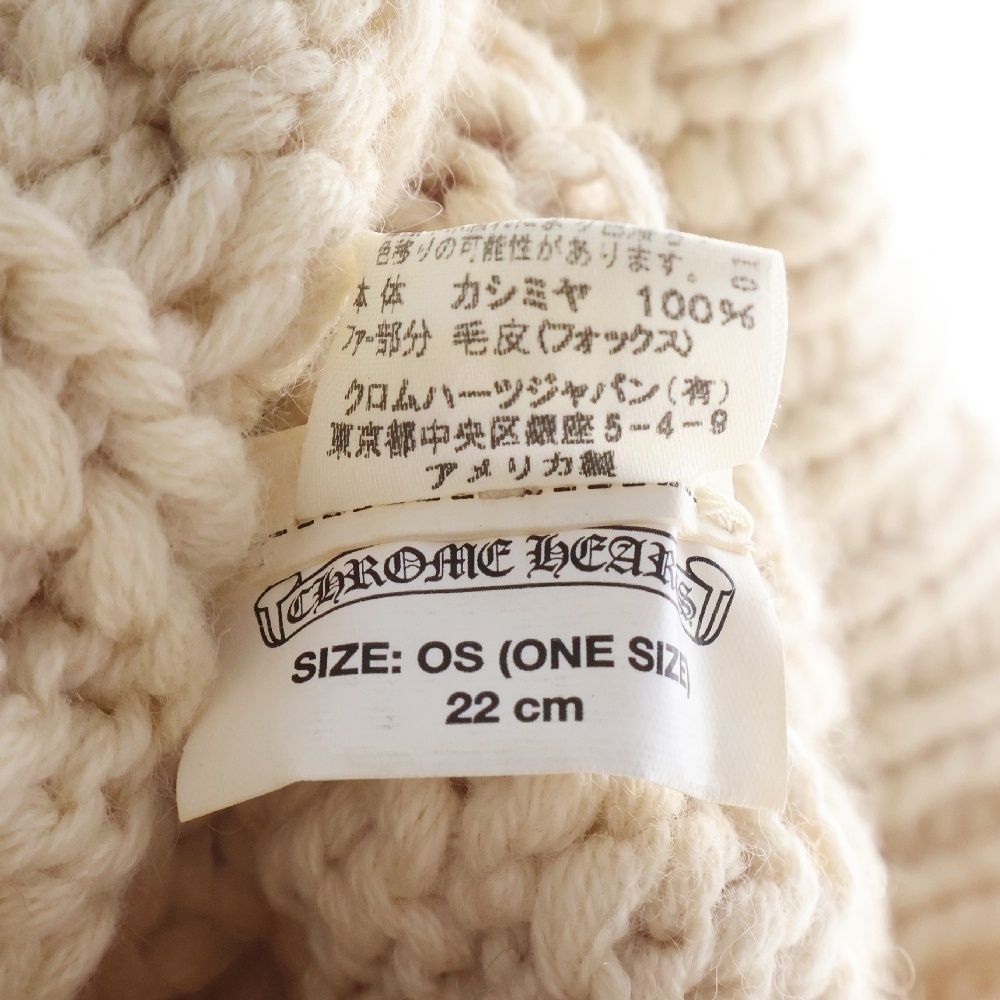 色移りの可能性があります。
01
本体 カシミヤ 100%
ファー部分 毛皮(フォックス)
クロムハーツジャパン(有)
東京都中央区銀座5-4-9
アメリカ製
CHROME HEARTS
SIZE: OS (ONE SIZE)
22 cm